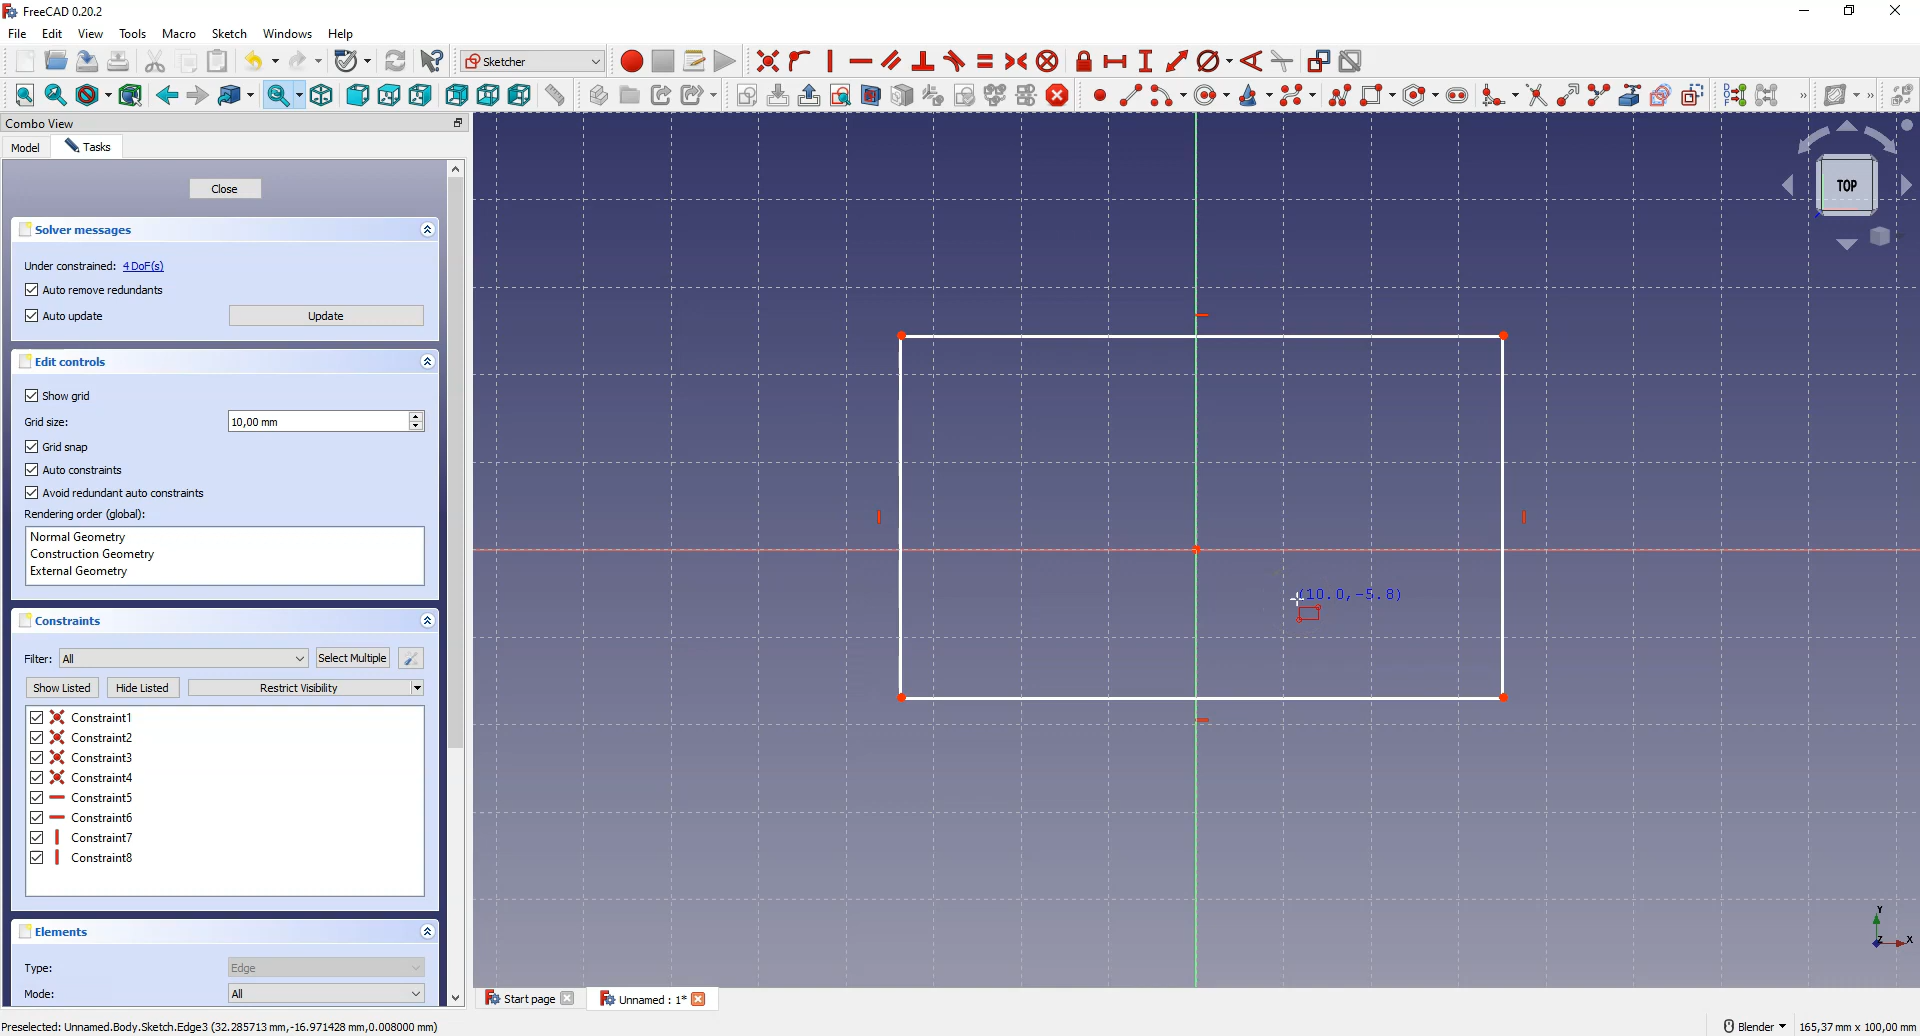 FreeCAD 0.20.2
File Edit View Tools Macro Sketch Windows Help
Sketcher
Combo View
Model Tasks
Close
Solver messages
Under constrained: 4 DoF(s)
Auto remove redundants
Auto update Update
Edit controls
Show grid
Grid size: 10,00 mm
Grid snap
Auto constraints
Avoid redundant auto constraints
Rendering order (global):
Normal Geometry
Construction Geometry
External Geometry
Constraints
Filter: All Select Multiple
Show Listed Hide Listed Restrict Visibility
Constraint1
Constraint2
Constraint3
Constraint4
Constraint5
Constraint6
Constraint7
Constraint8
Elements
Type: Edge
Mode: All
TOP
(10.0,-5.8)
Y
Z X
Start page Unnamed : 1*
Preselected: Unnamed.Body.Sketch.Edge3 (32.285713 mm,-16.971428 mm,0.008000 mm) Blender 165,37 mm x 100,00 mm